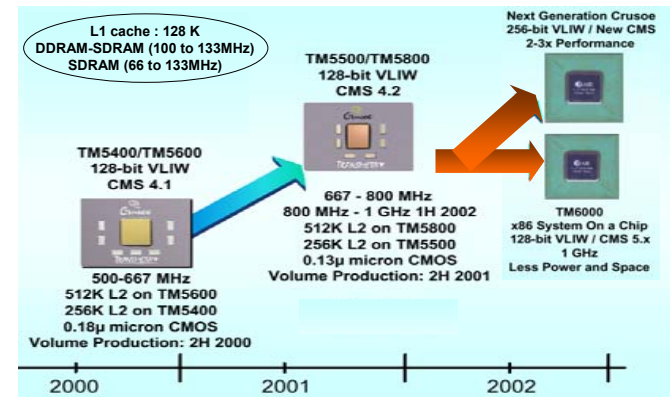 L1 cache : 128 K
DDRAM-SDRAM (100 to 133MHz)
SDRAM (66 to 133MHz)
TM5400/TM5600
128-bit VLIW
CMS 4.1
Crusoe
500-667 MHz
512K L2 on TM5600
256K L2 on TM5400
0.18μ micron CMOS
Volume Production: 2H 2000
TM5500/TM5800
128-bit VLIW
CMS 4.2
Crusoe
667 - 800 MHz
800 MHz - 1 GHz 1H 2002
512K L2 on TM5800
256K L2 on TM5500
0.13μ micron CMOS
Volume Production: 2H 2001
Next Generation Crusoe
256-bit VLIW / New CMS
2-3x Performance
TM6000
x86 System On a Chip
128-bit VLIW / CMS 5.x
1 GHz
Less Power and Space
2000
2001
2002